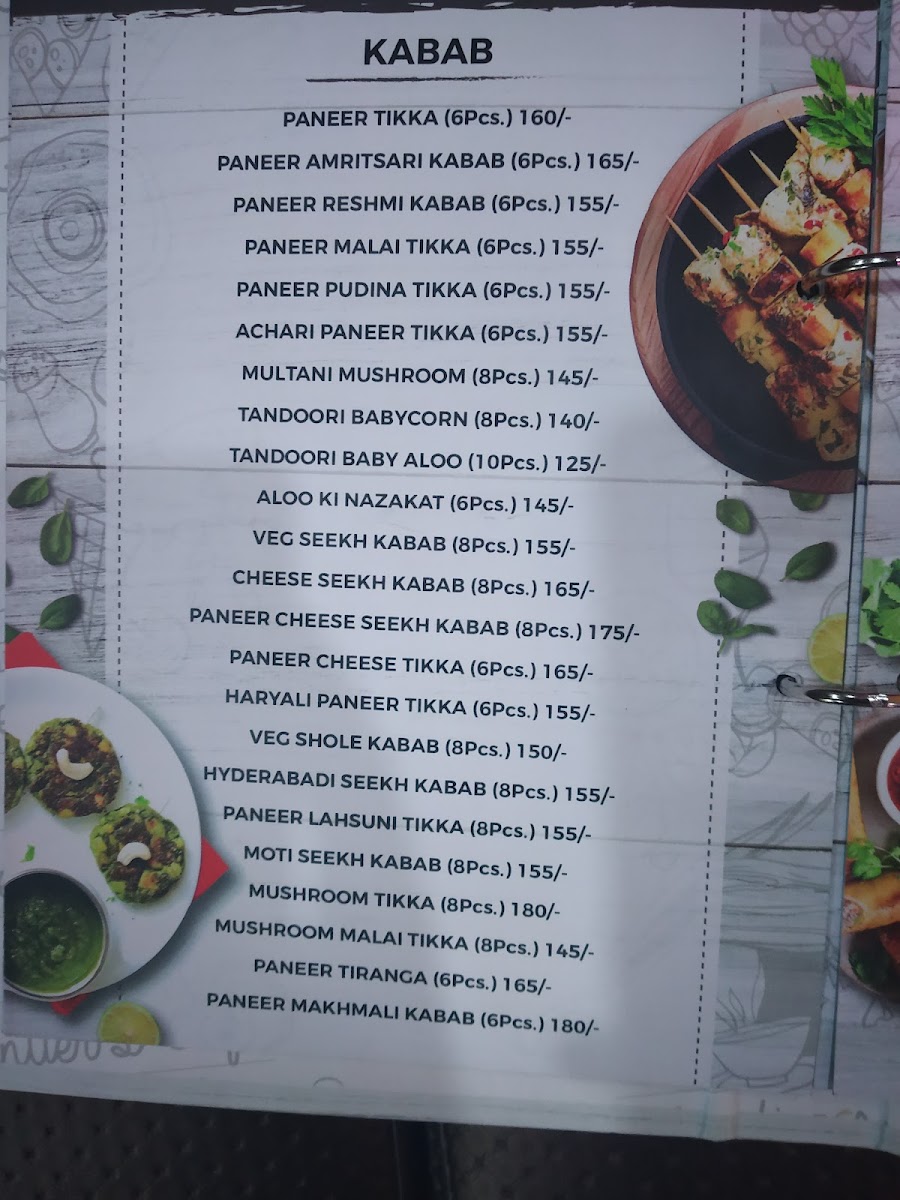 KABAB
PANEER TIKKA (6Pcs.) 160/-
PANEER AMRITSARI KABAB (6Pcs.) 165/-
PANEER RESHMI KABAB (6Pcs.) 155/-
PANEER MALAI TIKKA (6Pcs.) 155/-
PANEER PUDINA TIKKA (6Pcs.) 155/-
ACHARI PANEER TIKKA (6Pcs.) 155/-
MULTANI MUSHROOM (8Pcs.) 145/-
TANDOORI BABYCORN (8Pcs.) 140/-
TANDOORI BABY ALOO (10Pcs.) 125/-
ALOO KI NAZAKAT (6Pcs.) 145/-
VEG SEEKH KABAB (8Pcs.) 155/-
CHEESE SEEKH KABAB (8Pcs.) 165/-
PANEER CHEESE SEEKH KABAB (8Pcs.) 175/-
PANEER CHEESE TIKKA (6Pcs.) 165/-
HARYALI PANEER TIKKA (6Pcs.) 155/-
VEG SHOLE KABAB (8Pcs.) 150/-
HYDERABADI SEEKH KABAB (8Pcs.) 155/-
PANEER LAHSUNI TIKKA (8Pcs.) 155/-
MOTI SEEKH KABAB (8Pcs.) 155/-
MUSHROOM TIKKA (8Pcs.) 180/-
MUSHROOM MALAI TIKKA (8Pcs.) 145/-
PANEER TIRANGA (6Pcs.) 165/-
PANEER MAKHMALI KABAB (6Pcs.) 180/-